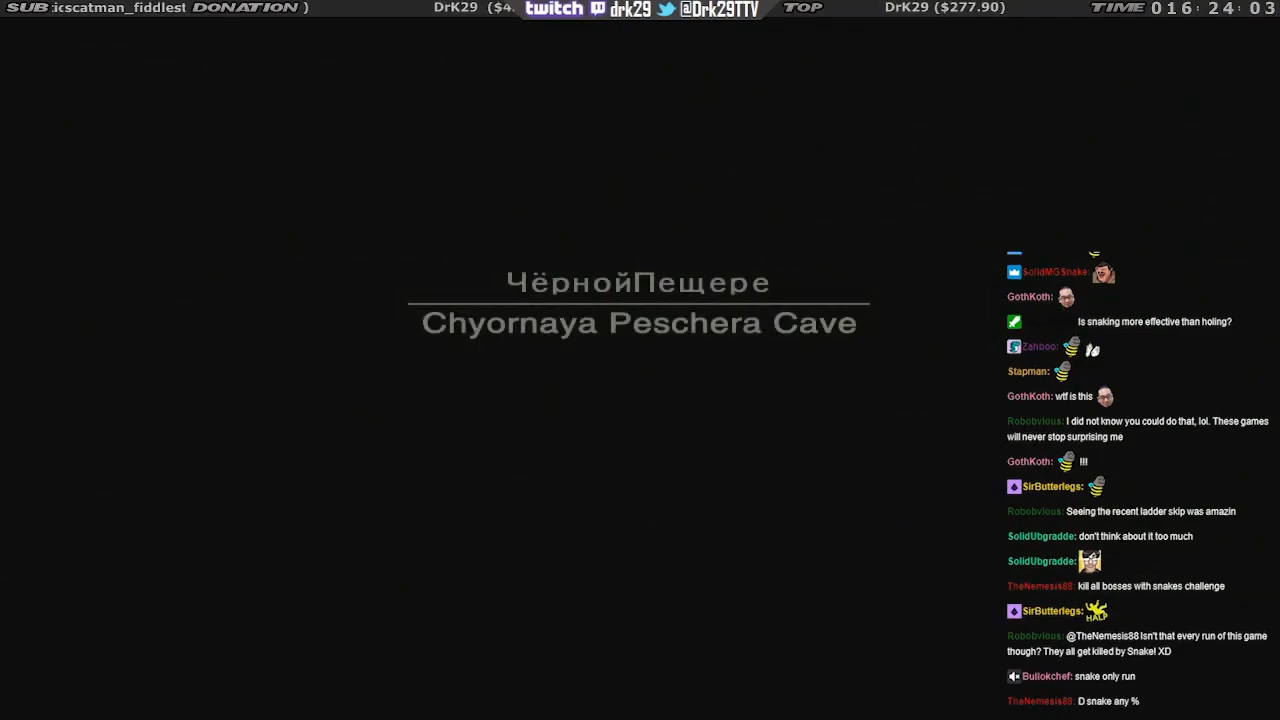 SUB:icscatman_fiddlest DONATION ) DrK29 ($4. twitch drk29 @Drk29TTV TOP DrK29 ($277.90) TIME 016:24:03
ЧёрнойПещере
Chyornaya Peschera Cave
SolidMGSnake:
GothKoth:
Is snaking more effective than holing?
Zahboo:
Stapman:
GothKoth: wtf is this
Robobvious: I did not know you could do that, lol. These games
will never stop surprising me
GothKoth: !!!
SirButterlegs:
Robobvious: Seeing the recent ladder skip was amazin
SolidUbgradde: don't think about it too much
SolidUbgradde:
TheNemesis88: kill all bosses with snakes challenge
SirButterlegs: HALP
Robobvious: @TheNemesis88 Isn't that every run of this game
though? They all get killed by Snake! XD
Bullokchef: snake only run
TheNemesis88: D snake any %